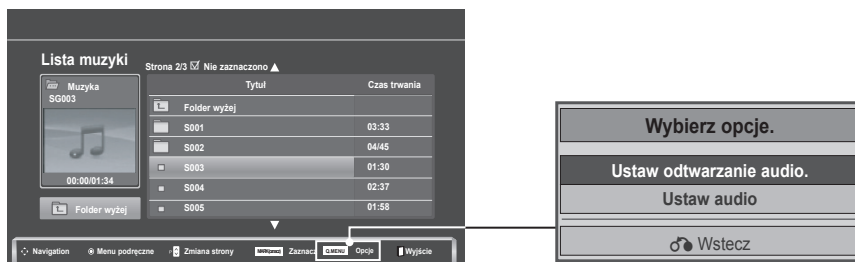 Lista muzyki
Strona 2/3 ☑ Nie zaznaczono ▲
Muzyka
SG003
00:00/01:34
Folder wyżej
Tytuł Czas trwania
Folder wyżej
S001 03:33
S002 04/45
S003 01:30
S004 02:37
S005 01:58
▼
Navigation Menu podręczne P Zmiana strony Zaznacz Q.MENU Opcje Wyjście
Wybierz opcje.
Ustaw odtwarzanie audio.
Ustaw audio
Wstecz